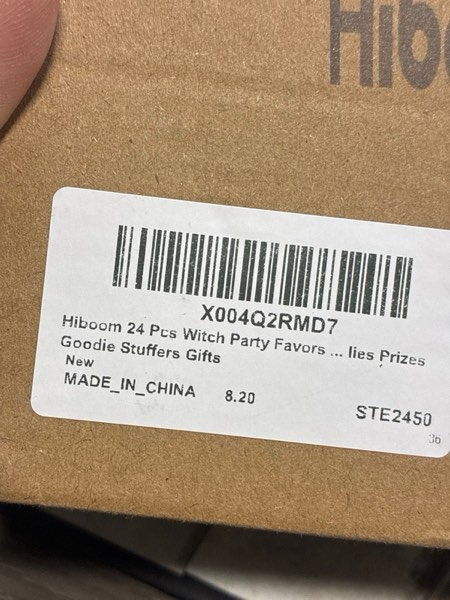 Hibo
X004Q2RMD7
Hiboom 24 Pcs Witch Party Favors ... lies Prizes
Goodie Stuffers Gifts
New
MADE_IN_CHINA 8.20
STE2450